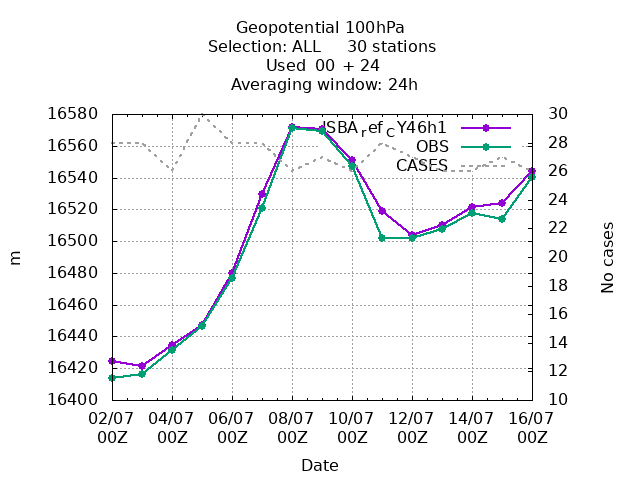 Geopotential 100hPa
Selection: ALL 30 stations
Used 00 + 24
Averaging window: 24h
16580
16560
16540
16520
16500
16480
16460
16440
16420
16400
m
30
28
26
24
22
20
18
16
14
12
10
No cases
ISBA_ref_CY46h1
OBS
CASES
02/07 04/07 06/07 08/07 10/07 12/07 14/07 16/07
00Z 00Z 00Z 00Z 00Z 00Z 00Z 00Z
Date